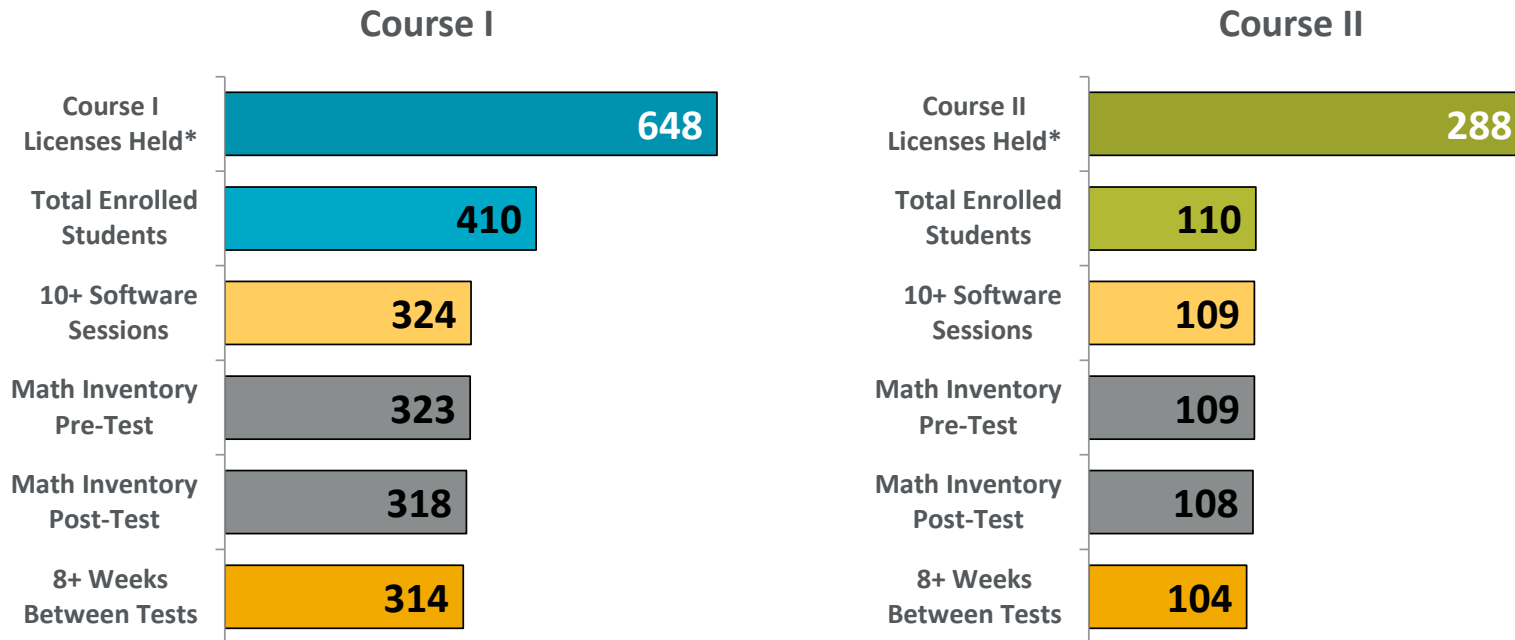 Course I
Course I
Licenses Held*
648
Total Enrolled
Students
410
10+ Software
Sessions
324
Math Inventory
Pre-Test
323
Math Inventory
Post-Test
318
8+ Weeks
Between Tests
314
Course II
Course II
Licenses Held*
288
Total Enrolled
Students
110
10+ Software
Sessions
109
Math Inventory
Pre-Test
109
Math Inventory
Post-Test
108
8+ Weeks
Between Tests
104